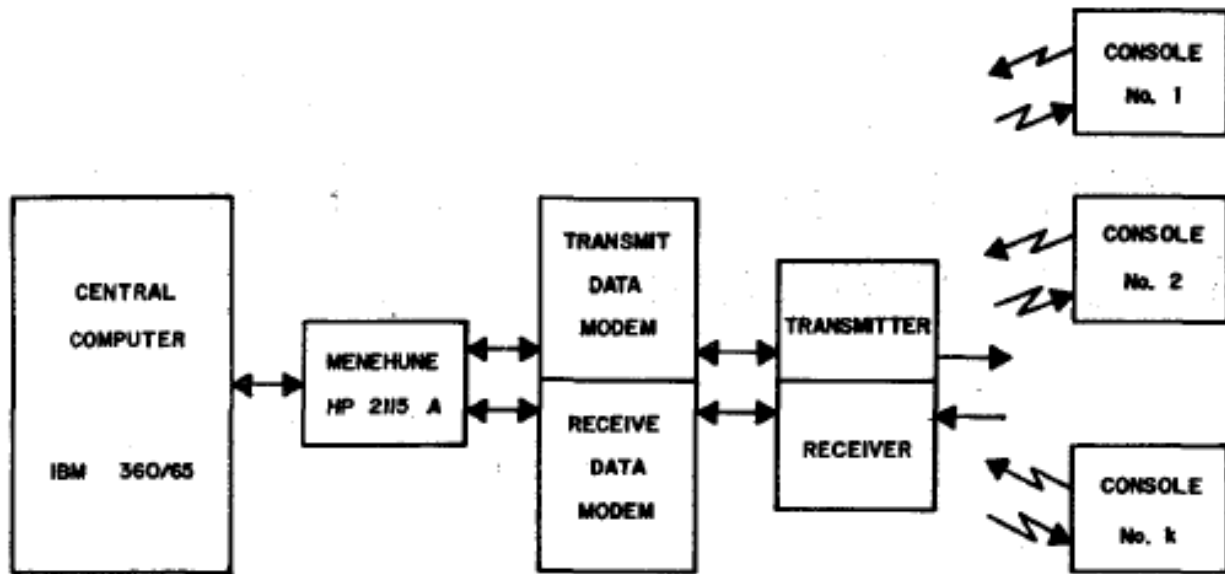 CENTRAL
COMPUTER
IBM 360/65
MENEHUNE
HP 2115 A
TRANSMIT
DATA
MODEM
RECEIVE
DATA
MODEM
TRANSMITTER
RECEIVER
CONSOLE
No. 1
CONSOLE
No. 2
CONSOLE
No. k